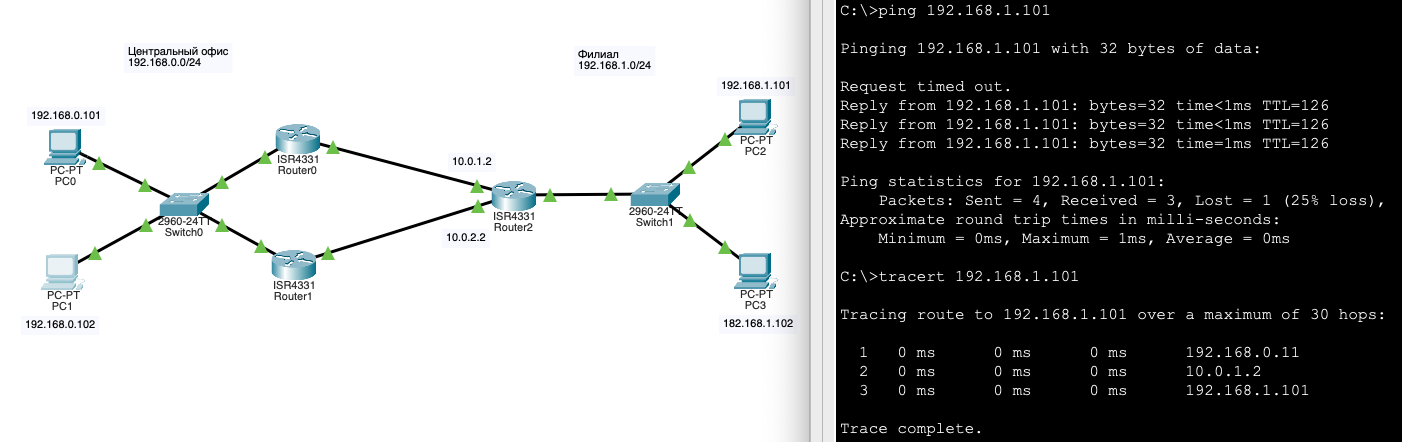 Центральный офис
192.168.0.0/24
Филиал
192.168.1.0/24
192.168.0.101
PC-PT
PC0
ISR4331
Router0
10.0.1.2
192.168.1.101
PC-PT
PC2
2960-24TT
Switch0
ISR4331
Router2
2960-24TT
Switch1
10.0.2.2
PC-PT
PC1
192.168.0.102
ISR4331
Router1
PC-PT
PC3
182.168.1.102
C:\>ping 192.168.1.101
Pinging 192.168.1.101 with 32 bytes of data:
Request timed out.
Reply from 192.168.1.101: bytes=32 time<1ms TTL=126
Reply from 192.168.1.101: bytes=32 time<1ms TTL=126
Reply from 192.168.1.101: bytes=32 time=1ms TTL=126
Ping statistics for 192.168.1.101:
Packets: Sent = 4, Received = 3, Lost = 1 (25% loss),
Approximate round trip times in milli-seconds:
Minimum = 0ms, Maximum = 1ms, Average = 0ms
C:\>tracert 192.168.1.101
Tracing route to 192.168.1.101 over a maximum of 30 hops:
1 0 ms 0 ms 0 ms 192.168.0.11
2 0 ms 0 ms 0 ms 10.0.1.2
3 0 ms 0 ms 0 ms 192.168.1.101
Trace complete.